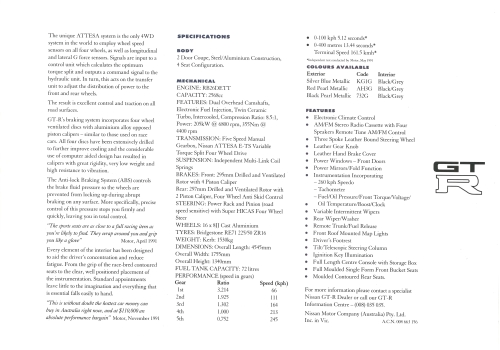 The unique ATTESA system is the only 4WD
system in the world to employ wheel speed
sensors on all four wheels, as well as longitudinal
and lateral G force sensors. Signals are input to a
control unit which calculates the optimum
torque split and outputs a command signal to the
hydraulic unit. In turn, this acts on the transfer
unit to adjust the distribution of power to the
front and rear wheels.
The result is excellent control and traction on all
road surfaces.
GT-R's braking system incorporates four wheel
ventilated discs with aluminium alloy opposed
piston calipers – similar to those used on race
cars. All four discs have been extensively drilled
to further improve cooling and the considerable
use of computer aided design has resulted in
calipers with great rigidity, very low weight and
high resistance to vibration.
The Anti-lock Braking System (ABS) controls
the brake fluid pressure so the wheels are
prevented from locking up during abrupt
braking on any surface. More specifically, precise
control of this pressure stops you firmly and
quickly, leaving you in total control.
"The sports seats are as close to a full racing item as
you're likely to find. They wrap around you and grip
you like a glove" Motor, April 1991
Every element of the interior has been designed
to aid the driver's concentration and reduce
fatigue. From the grip of the race-bred contoured
seats to the clear, well positioned placement of
the instrumentation. Standard appointments
leave little to the imagination and everything that
is essential falls easily to hand.
"This is without doubt the hottest car money can
buy in Australia right now, and at $110,000 an
absolute performance bargain" Motor, November 1991
SPECIFICATIONS
BODY
2 Door Coupe, Steel/Aluminium Construction,
4 Seat Configuration.
MECHANICAL
ENGINE: RB26DETT
CAPACITY: 2568cc
FEATURES: Dual Overhead Camshafts,
Electronic Fuel Injection, Twin Ceramic
Turbo, Intercooled, Compression Ratio: 8.5:1,
Power: 205kW @ 6800 rpm, 355Nm @
4400 rpm
TRANSMISSION: Five Speed Manual
Gearbox, Nissan ATTESA E-TS Variable
Torque Split Four Wheel Drive
SUSPENSION: Independent Multi-Link Coil
Springs
BRAKES: Front: 295mm Drilled and Ventilated
Rotor with 4 Piston Caliper
Rear: 297mm Drilled and Ventilated Rotor with
2 Piston Caliper, Four Wheel Anti Skid Control
STEERING: Power Rack and Pinion (road
speed sensitive) with Super HICAS Four Wheel
Steer
WHEELS: 16 x 8JJ Cast Aluminium
TYRES: Bridgestone RE71 225/50 ZR16
WEIGHT: Kerb: 1530kg
DIMENSIONS: Overall Length: 4545mm
Overall Width: 1755mm
Overall Height: 1340mm
FUEL TANK CAPACITY: 72 litres
PERFORMANCE (speed in gears)
Gear Ratio Speed (kph)
1st 3.214 66
2nd 1.925 111
3rd 1.302 164
4th 1.000 213
5th 0.752 245
• 0-100 kph 5.12 seconds*
• 0-400 metres 13.44 seconds*
Terminal Speed 161.5 kmh*
COLOURS AVAILABLE
Exterior Code Interior
Silver Blue Metallic KG1G Black/Grey
Red Pearl Metallic AH3G Black/Grey
Black Pearl Metallic 732G Black/Grey
FEATURES
• Electronic Climate Control
• AM/FM Stereo Radio Cassette with Four
Speakers Remote Tune AM/FM Control
• Three Spoke Leather Bound Steering Wheel
• Leather Gear Knob
• Leather Hand Brake Cover
• Power Windows – Front Doors
• Power Mirrors/Fold Function
• Instrumentation Incorporating
– 260 kph Speedo
– Tachometer
– Fuel/Oil Pressure/Front Torque/Voltage/
Oil Temperature/Boost/Clock
• Variable Intermittent Wipers
• Rear Wiper/Washer
• Remote Trunk/Fuel Release
• Front Roof Mounted Map Lights
• Driver's Footrest
• Tilt/Telescope Steering Column
• Ignition Key Illumination
• Full Length Centre Console with Storage Box
• Full Moulded Single Form Front Bucket Seats
• Moulded Contoured Rear Seats.
For more information please contact a specialist
Nissan GT-R Dealer or call our GT-R
Information Centre – (008) 035 035.
Nissan Motor Company (Australia) Pty. Ltd.
Inc. in Vic.
GT
R